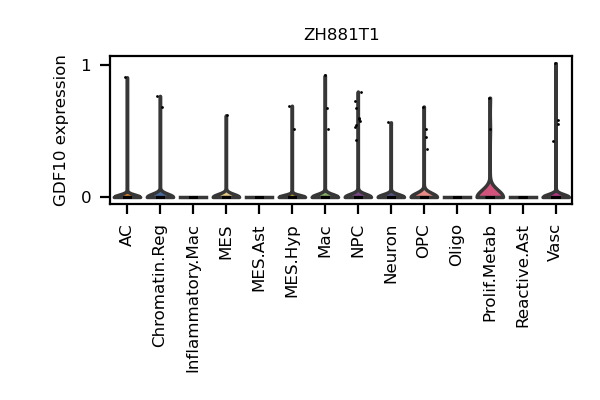 ZH881T1
GDF10 expression
1
0
AC
Chromatin.Reg
Inflammatory.Mac
MES
MES.Ast
MES.Hyp
Mac
NPC
Neuron
OPC
Oligo
Prolif.Metab
Reactive.Ast
Vasc